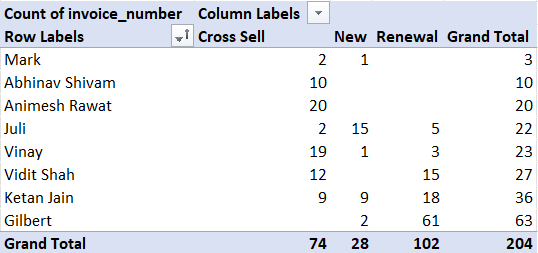 Count of invoice_number Column Labels
Row Labels Cross Sell New Renewal Grand Total
Mark 2 1 3
Abhinav Shivam 10 10
Animesh Rawat 20 20
Juli 2 15 5 22
Vinay 19 1 3 23
Vidit Shah 12 15 27
Ketan Jain 9 9 18 36
Gilbert 2 61 63
Grand Total 74 28 102 204